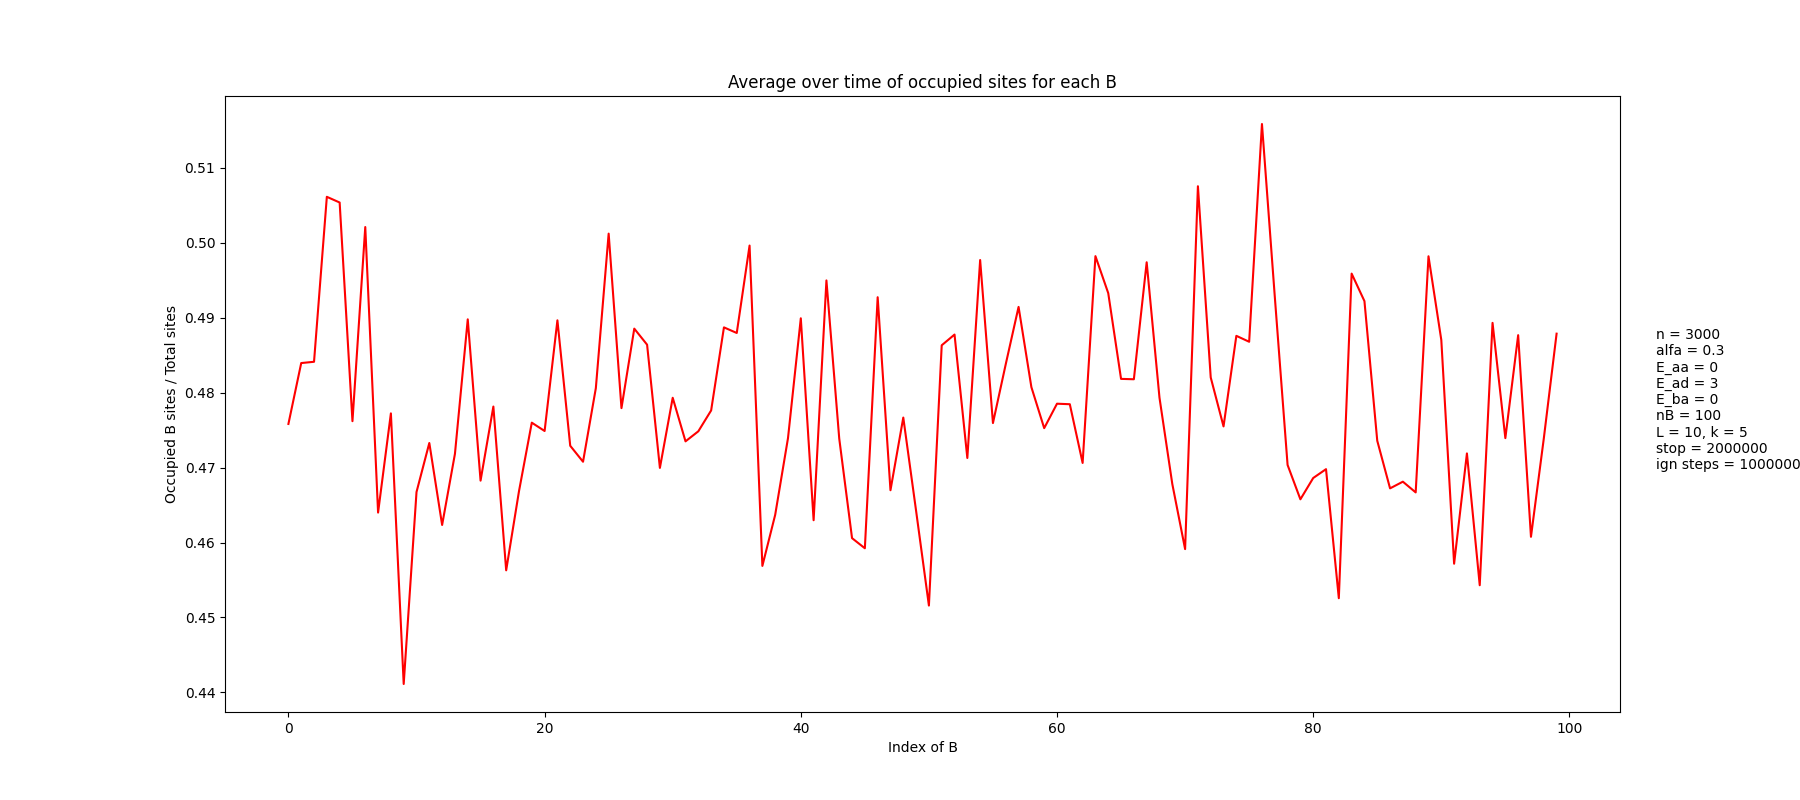 Average over time of occupied sites for each B
Occupied B sites / Total sites
0.51
0.50
0.49
0.48
0.47
0.46
0.45
0.44
0 20 40 60 80 100
Index of B
n = 3000
alfa = 0.3
E_aa = 0
E_ad = 3
E_ba = 0
nB = 100
L = 10, k = 5
stop = 2000000
ign steps = 1000000